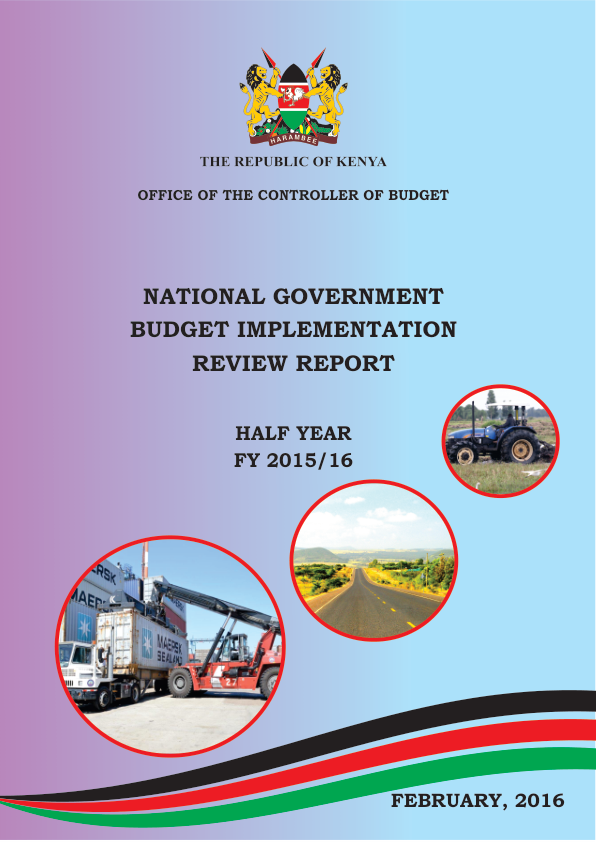 HARAMBEE
THE REPUBLIC OF KENYA
OFFICE OF THE CONTROLLER OF BUDGET
NATIONAL GOVERNMENT
BUDGET IMPLEMENTATION
REVIEW REPORT
HALF YEAR
FY 2015/16
MAERSK
SEALAND
FEBRUARY, 2016